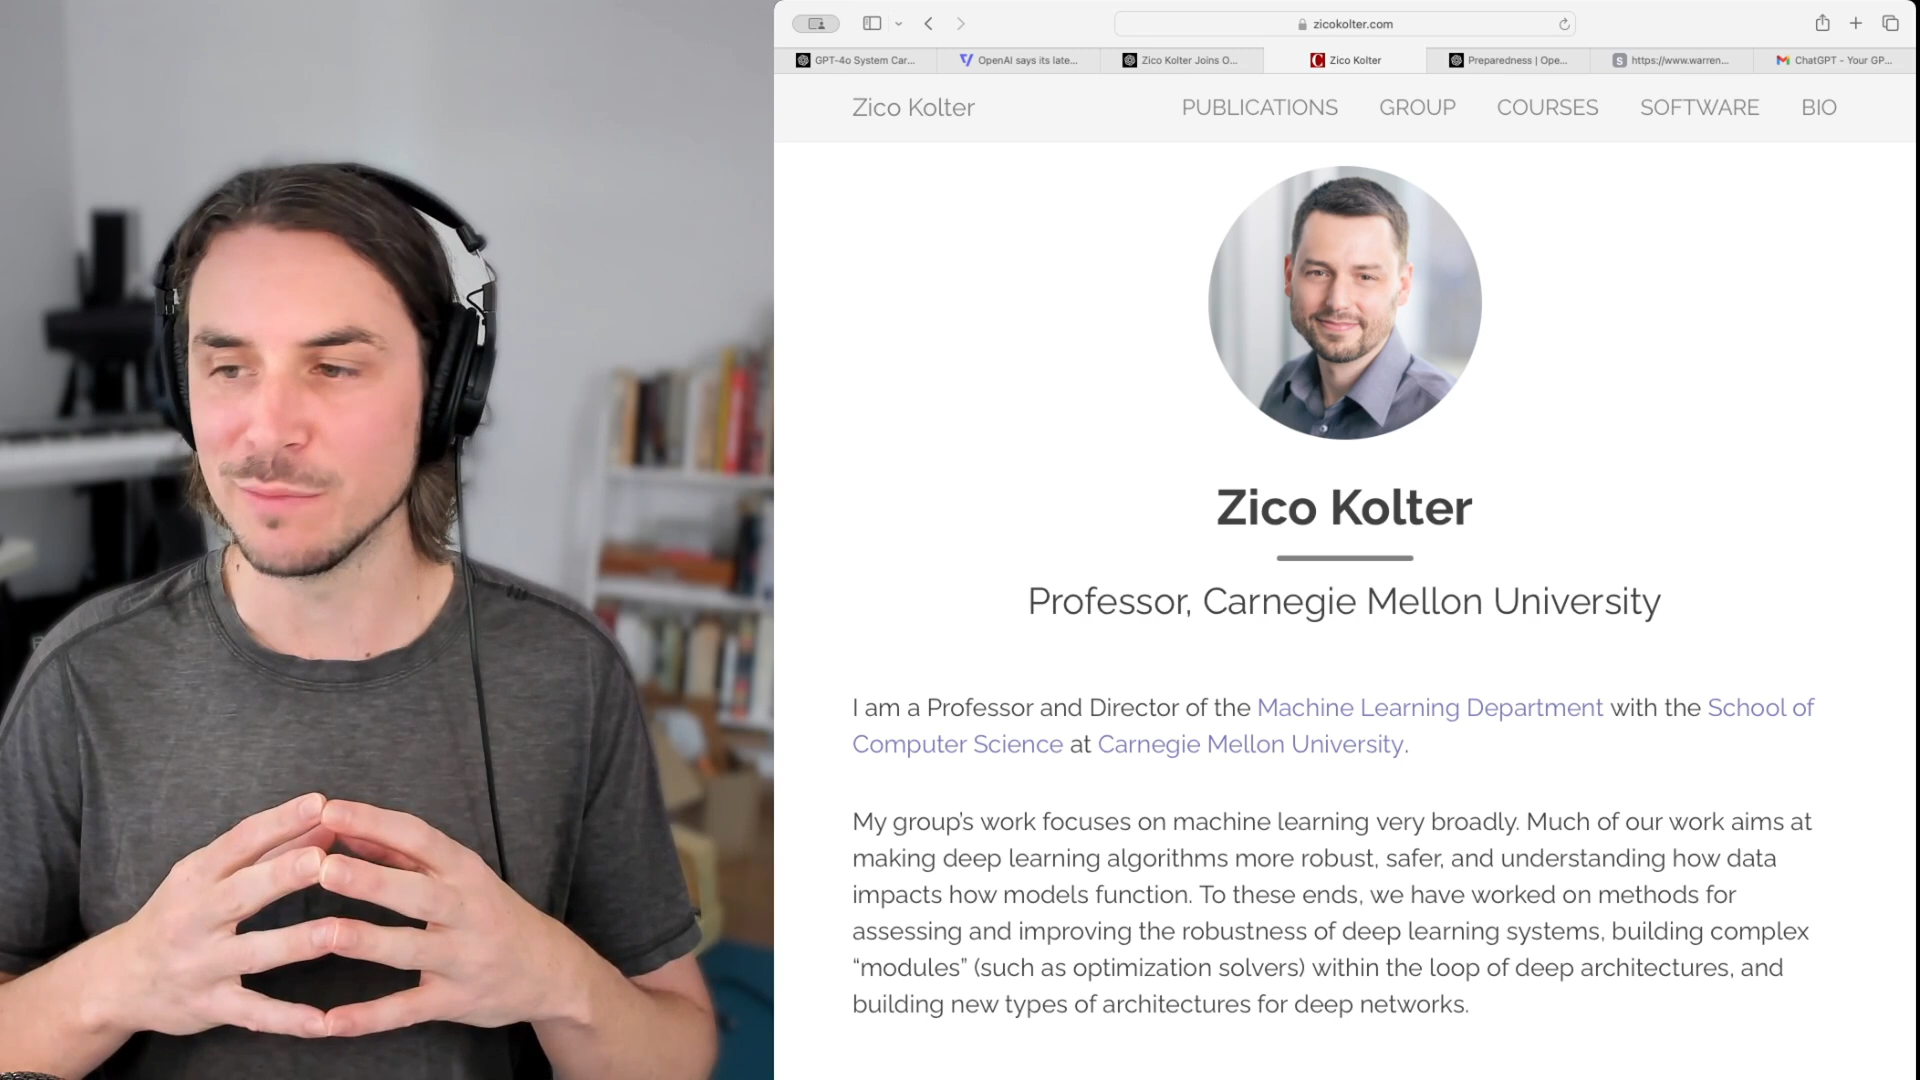 zicokolter.com
GPT-4o System Car...
OpenAI says its late...
Zico Kolter Joins O...
Zico Kolter
Preparedness | Ope...
https://www.warren...
ChatGPT - Your GP...
Zico Kolter
PUBLICATIONS
GROUP
COURSES
SOFTWARE
BIO
Zico Kolter
Professor, Carnegie Mellon University
I am a Professor and Director of the Machine Learning Department with the School of
Computer Science at Carnegie Mellon University.
My group's work focuses on machine learning very broadly. Much of our work aims at
making deep learning algorithms more robust, safer, and understanding how data
impacts how models function. To these ends, we have worked on methods for
assessing and improving the robustness of deep learning systems, building complex
“modules” (such as optimization solvers) within the loop of deep architectures, and
building new types of architectures for deep networks.